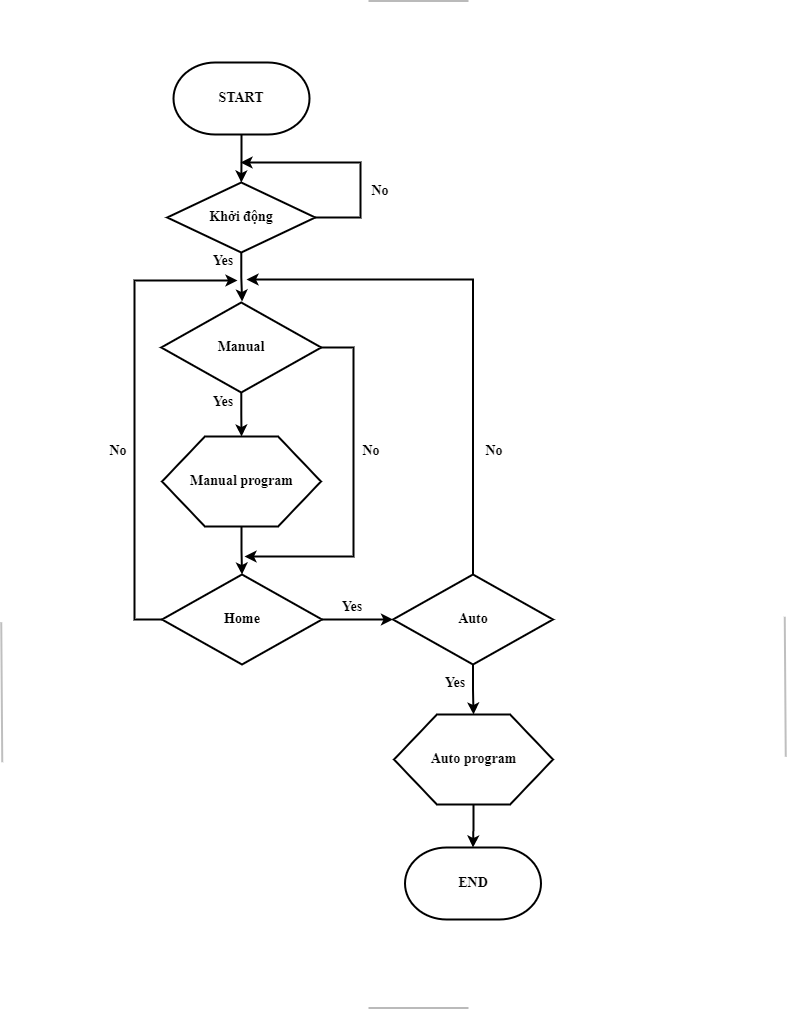 START
No
Khởi động
Yes
Manual
Yes
No
No
No
Manual program
Yes
Home
Auto
Yes
Auto program
END